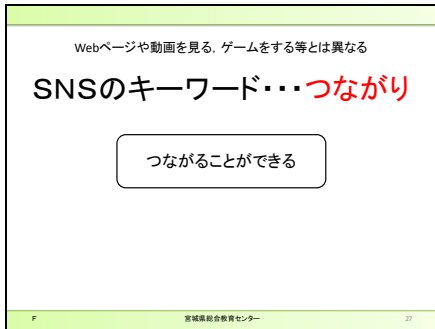 Webページや動画を見る，ゲームをする等とは異なる
SNSのキーワード・・・つながり
つながることができる
F 宮城県総合教育センター 27